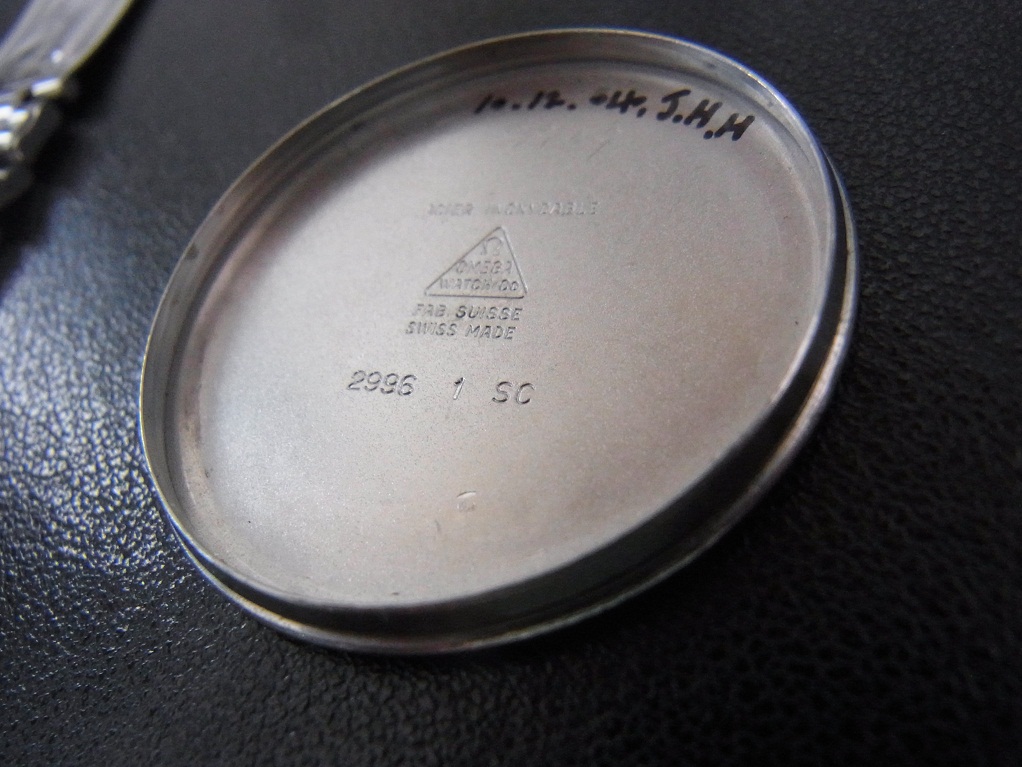 10.12.04. J.H.H
ACIER INOXYDABLE
Ω
OMEGA
WATCH Co
FAB. SUISSE
SWISS MADE
2996 1 SC